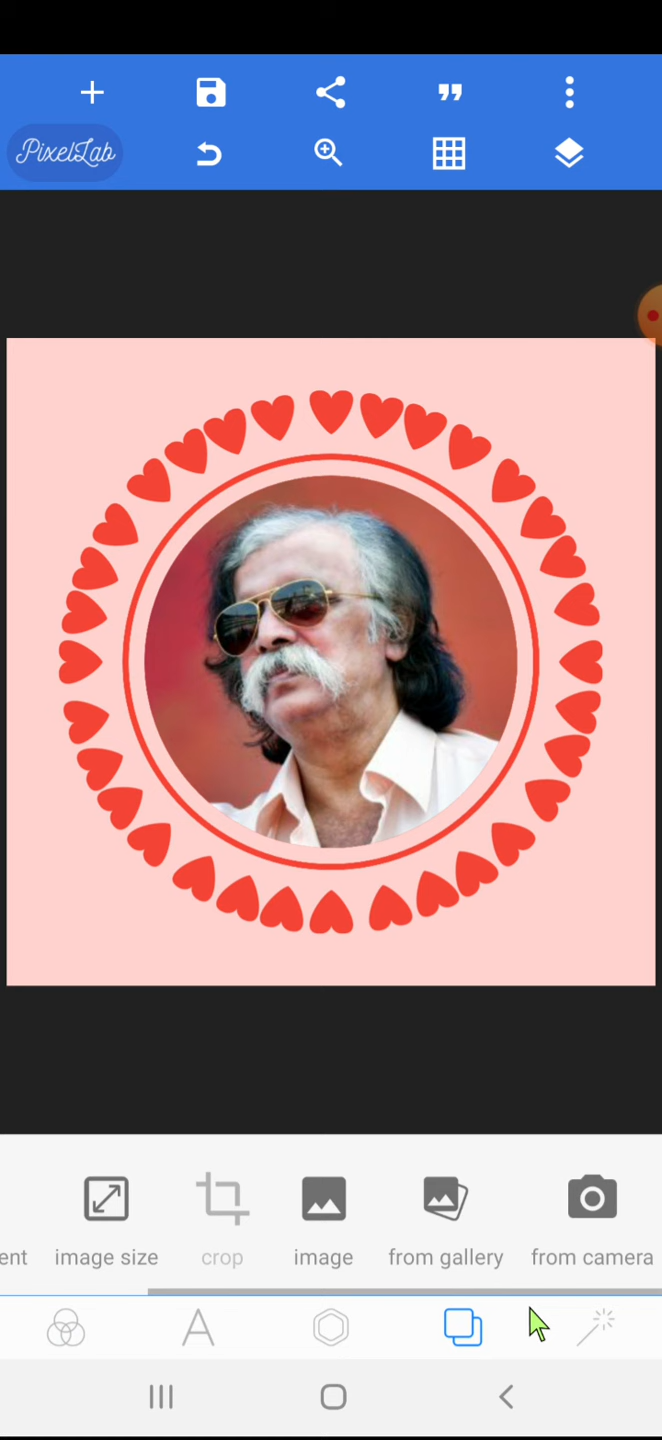 PixelLab
ent
image size
crop
image
from gallery
from camera